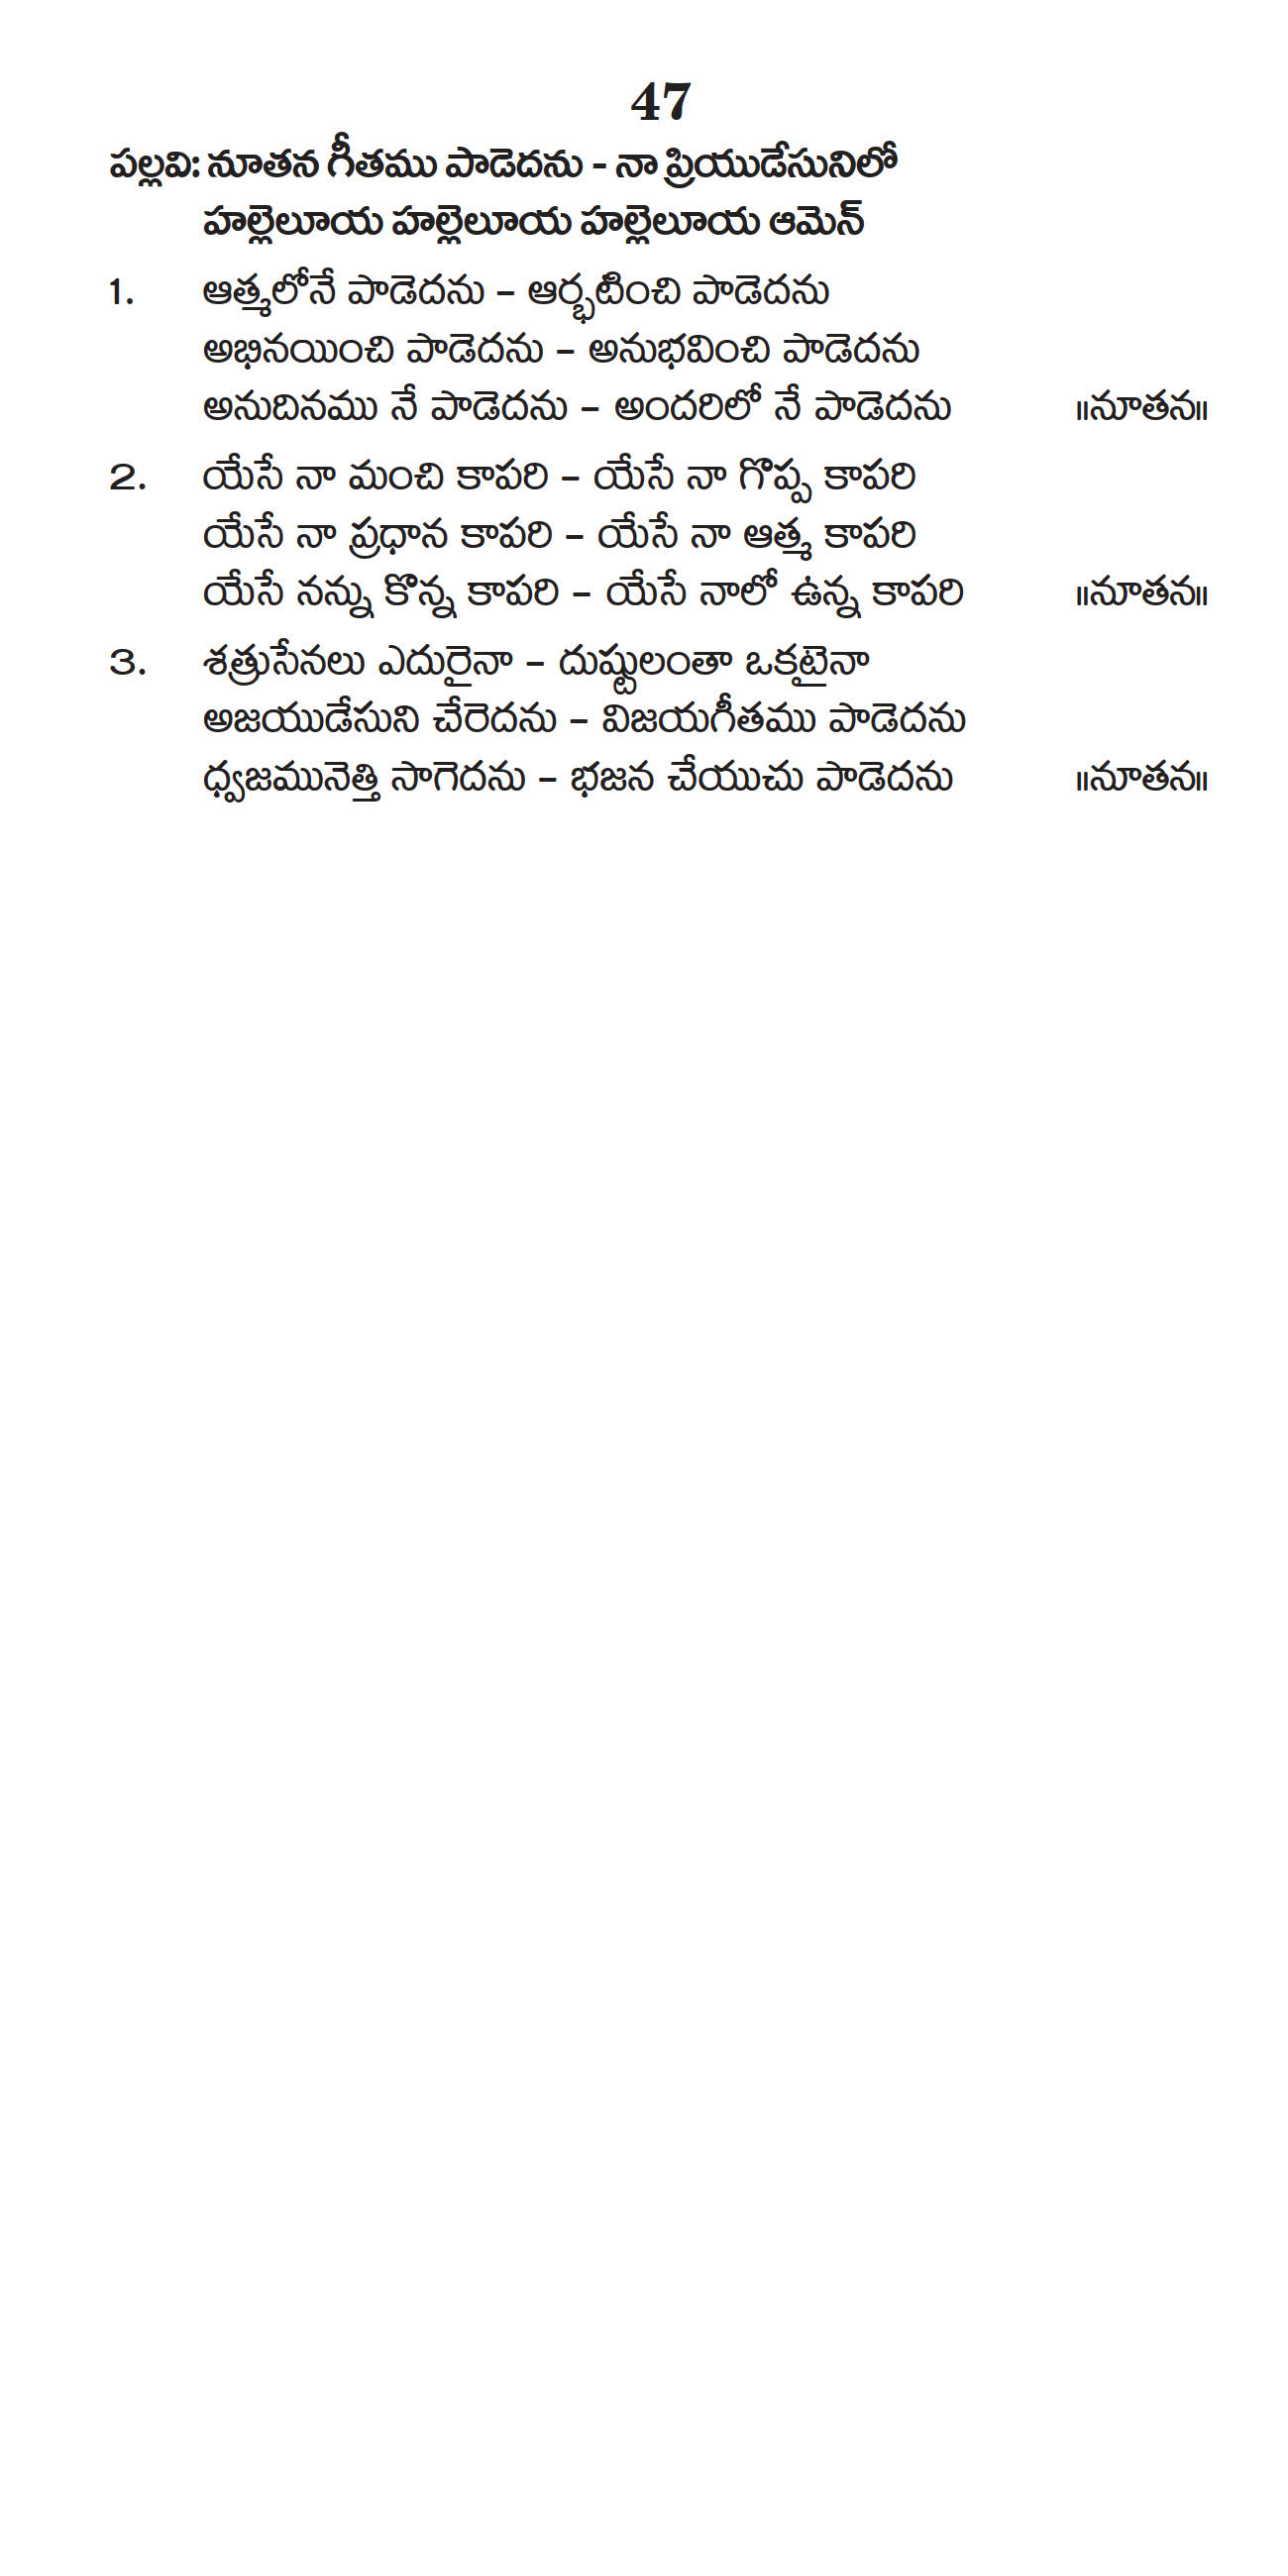 47
పల్లవి: నూతన గీతము పాడెదను - నా ప్రియుడేసునిలో
హల్లెలూయ హల్లెలూయ హల్లెలూయ ఆమెన్
1. ఆత్మలోనే పాడెదను – ఆర్భటించి పాడెదను
అభినయించి పాడెదను – అనుభవించి పాడెదను
అనుదినము నే పాడెదను – అందరిలో నే పాడెదను ॥నూతన॥
2. యేసే నా మంచి కాపరి – యేసే నా గొప్ప కాపరి
యేసే నా ప్రధాన కాపరి – యేసే నా ఆత్మ కాపరి
యేసే నన్ను కొన్న కాపరి – యేసే నాలో ఉన్న కాపరి ॥నూతన॥
3. శత్రుసేనలు ఎదురైనా – దుష్టులంతా ఒకటైనా
అజయుడేసుని చేరెదను – విజయగీతము పాడెదను
ధ్వజమునెత్తి సాగెదను – భజన చేయుచు పాడెదను ॥నూతన॥